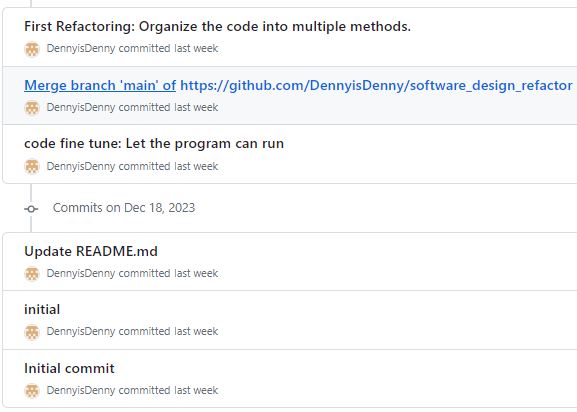 First Refactoring: Organize the code into multiple methods.
DennyisDenny committed last week
Merge branch 'main' of https://github.com/DennyisDenny/software_design_refactor
DennyisDenny committed last week
code fine tune: Let the program can run
DennyisDenny committed last week
Commits on Dec 18, 2023
Update README.md
DennyisDenny committed last week
initial
DennyisDenny committed last week
Initial commit
DennyisDenny committed last week